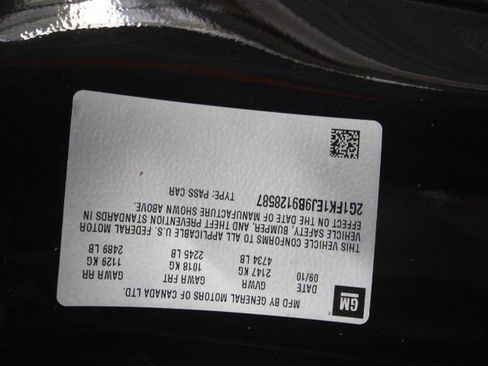 GM
MFD BY GENERAL MOTORS OF CANADA LTD.
DATE GVWR GAWR FRT GAWR RR
09/10 2147 KG 1018 KG 1129 KG
4734 LB 2245 LB 2489 LB
THIS VEHICLE CONFORMS TO ALL APPLICABLE U.S. FEDERAL MOTOR
VEHICLE SAFETY, BUMPER, AND THEFT PREVENTION STANDARDS IN
EFFECT ON THE DATE OF MANUFACTURE SHOWN ABOVE.
2G1FK1EJ9B9128587
TYPE: PASS CAR